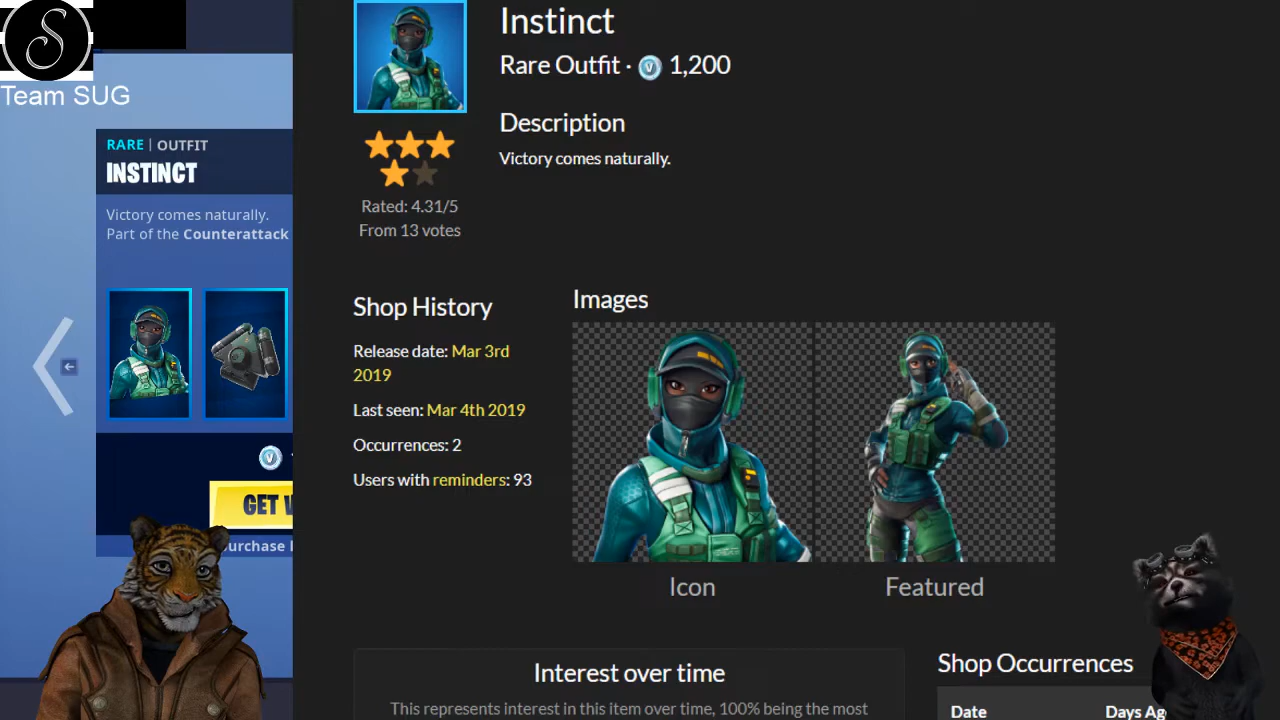 S
Team SUG
RARE | OUTFIT
INSTINCT
Victory comes naturally.
Part of the Counterattack
GET
Instinct
Rare Outfit · V 1,200
Description
Victory comes naturally.
Rated: 4.31/5
From 13 votes
Shop History
Release date: Mar 3rd
2019
Last seen: Mar 4th 2019
Occurrences: 2
Users with reminders: 93
Images
Icon
Featured
Interest over time
This represents interest in this item over time, 100% being the most
Shop Occurrences
Date
Days